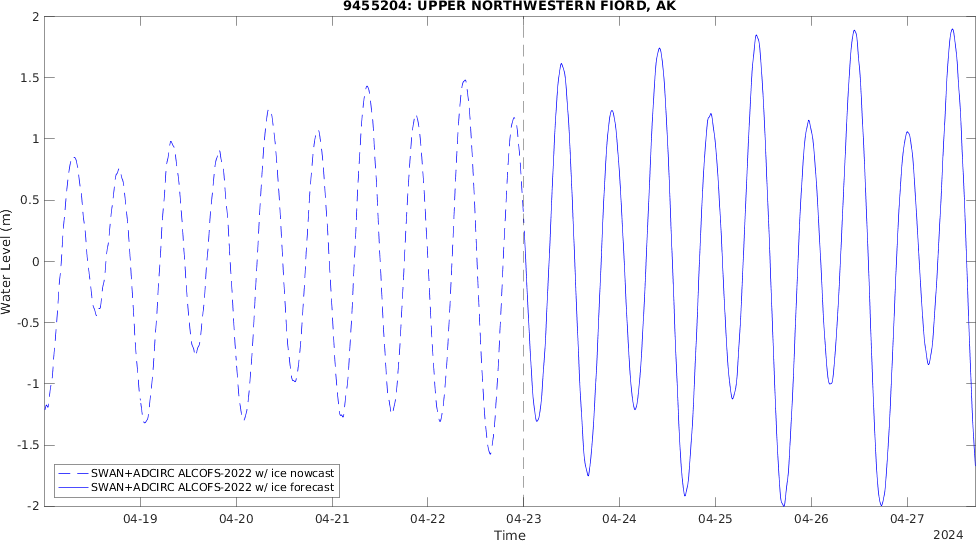 9455204: UPPER NORTHWESTERN FIORD, AK
2
1.5
1
0.5
0
-0.5
-1
-1.5
-2
Water Level (m)
SWAN+ADCIRC ALCOFS-2022 w/ ice nowcast
SWAN+ADCIRC ALCOFS-2022 w/ ice forecast
04-19 04-20 04-21 04-22 04-23 04-24 04-25 04-26 04-27
Time
2024